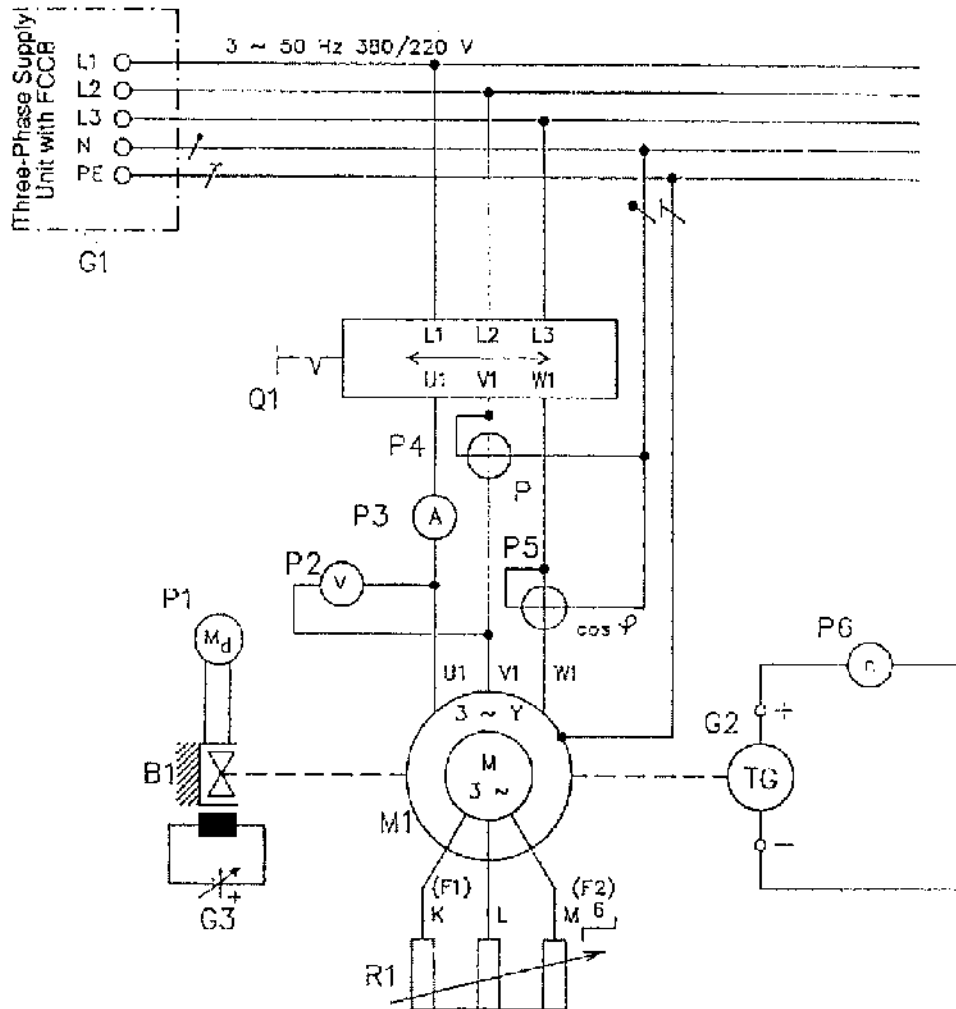 Three-Phase Supply
Unit with FCCB
3 ~ 50 Hz 380/220 V
L1
L2
L3
N
PE
G1
L1 L2 L3
U1 V1 W1
Q1
P4
P
P3
A
P5
P2
V
cos φ
P1
Md
P6
n
U1 V1 W1
3 ~ Y
G2
+
M
3 ~
TG
B1
M1
-
(F1)
(F2)
+
K
L
M
6
G3
R1